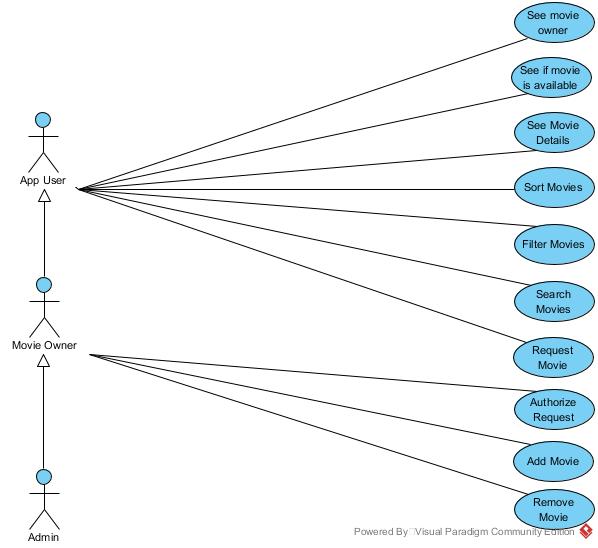 See movie
owner
See if movie
is available
See Movie
Details
App User
Sort Movies
Filter Movies
Search
Movies
Movie Owner
Request
Movie
Authorize
Request
Add Movie
Remove
Movie
Admin
Powered By Visual Paradigm Community Edition